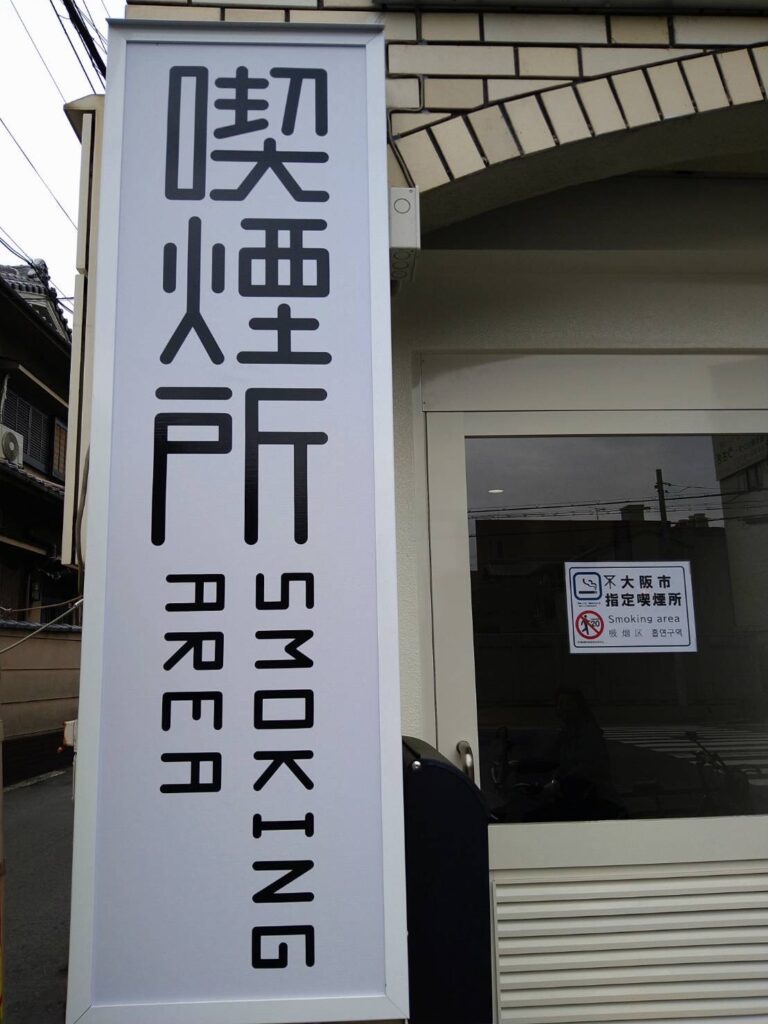 喫煙所
SMOKING
AREA
大阪市
指定喫煙所
Smoking area
吸烟区 흡연구역
20